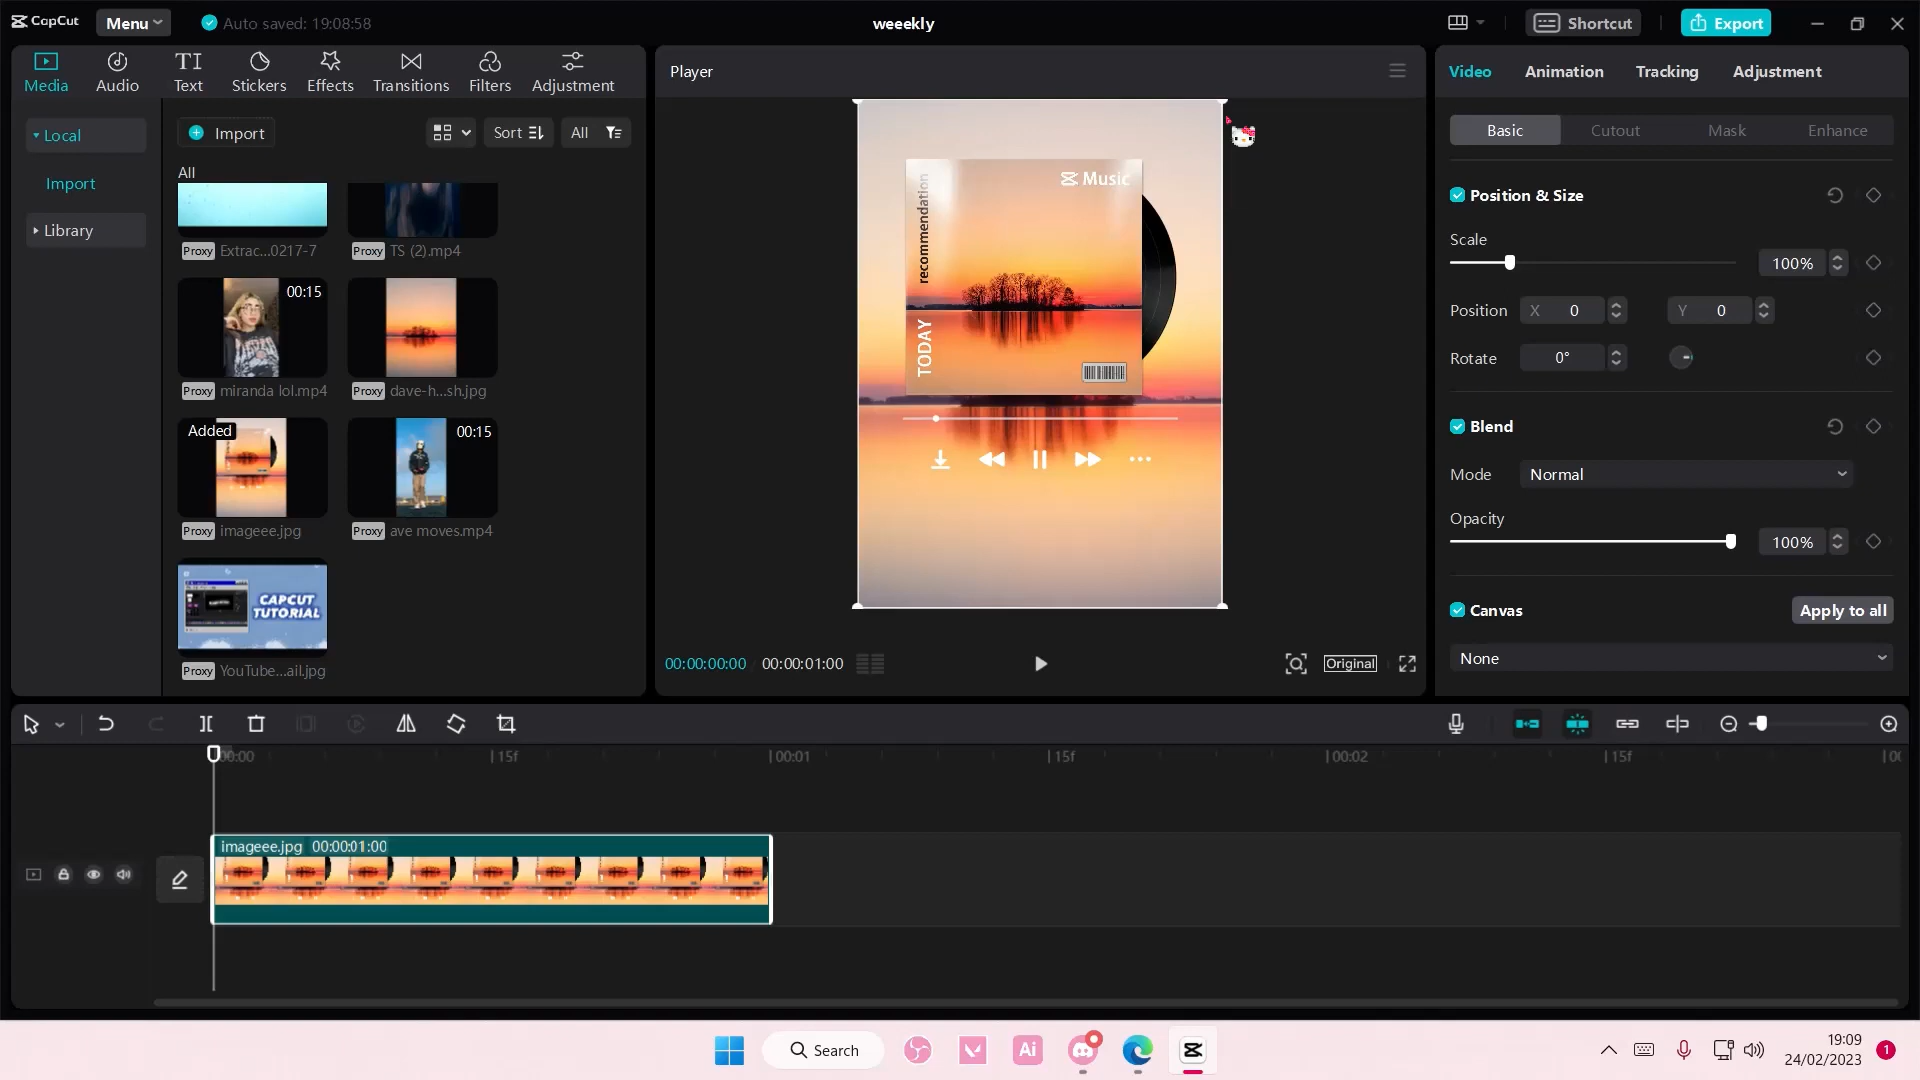 CapCut
Menu
Auto saved: 19:08:58
weeekly
Shortcut
Export
Media
Audio
Text
Stickers
Effects
Transitions
Filters
Adjustment
Local
Import
Library
Import
Sort
All
All
Proxy Extrac...0217-7
Proxy TS (2).mp4
00:15
Proxy miranda lol.mp4
Proxy dave-h...sh.jpg
Added
00:15
Proxy imageee.jpg
Proxy ave moves.mp4
CAPCUT
TUTORIAL
Proxy YouTube...ail.jpg
Player
Music
recommendation
TODAY
00:00:00:00
00:00:01:00
Original
Video
Animation
Tracking
Adjustment
Basic
Cutout
Mask
Enhance
Position & Size
Scale
100%
Position
X 0
Y 0
Rotate
0°
Blend
Mode
Normal
Opacity
100%
Canvas
Apply to all
None
00:00
15f
00:01
15f
00:02
15f
imageee.jpg 00:00:01:00
Search
Ai
19:09
24/02/2023
1